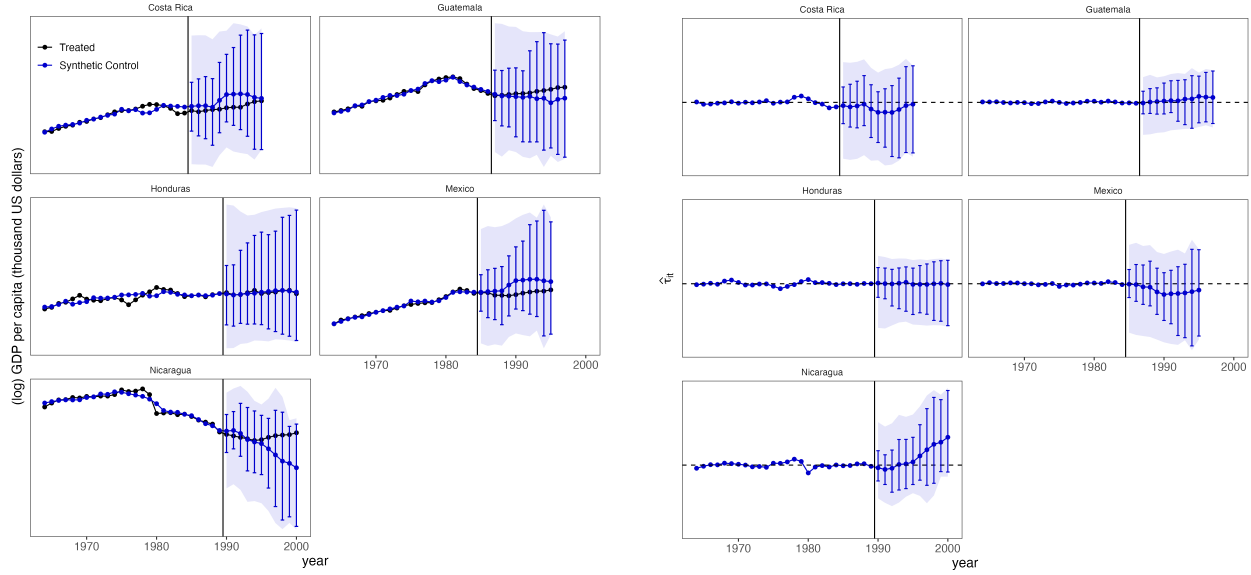 Costa Rica
Guatemala
Treated
Synthetic Control
Honduras
Mexico
1970
1980
1990
2000
Nicaragua
1970
1980
1990
2000
year
(log) GDP per capita (thousand US dollars)
Costa Rica
Guatemala
Honduras
Mexico
1970
1980
1990
2000
Nicaragua
1970
1980
1990
2000
year
τ̂it